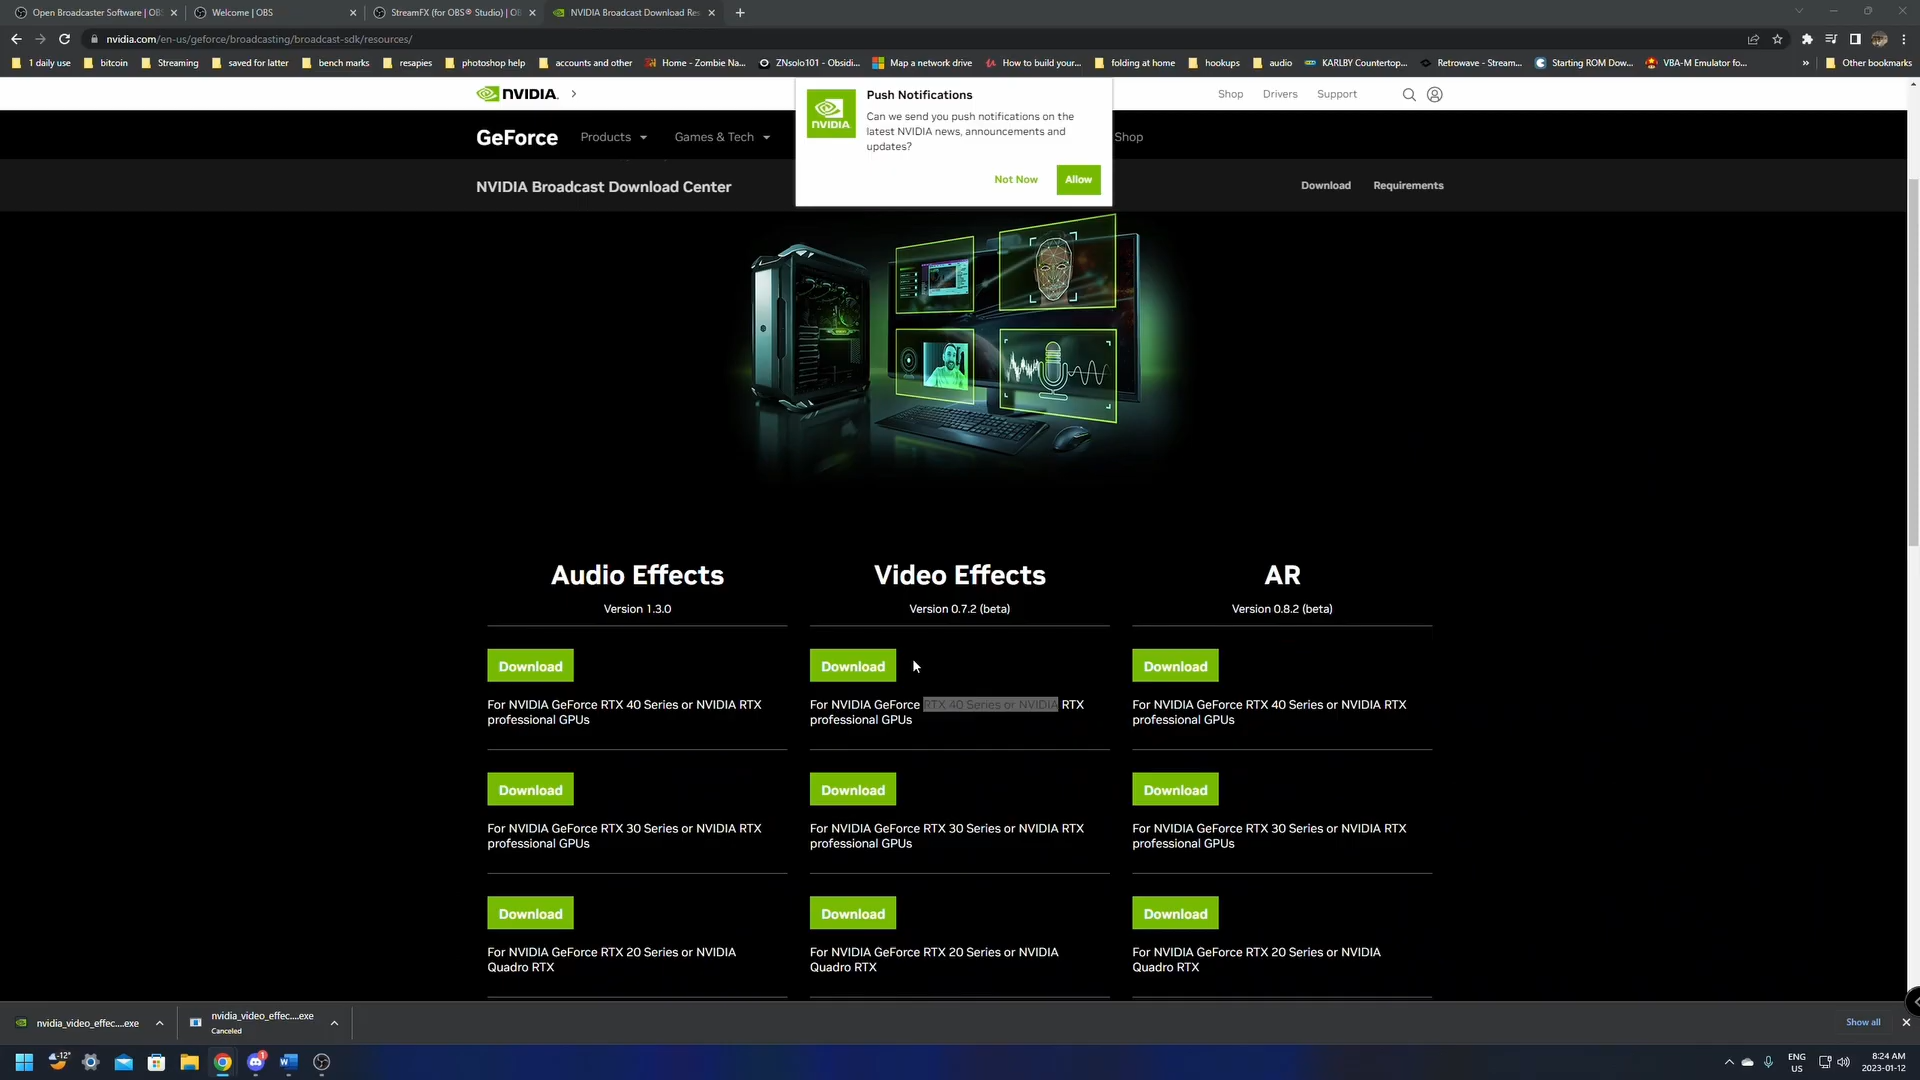 Open Broadcaster Software | OBS
Welcome | OBS
StreamFX (for OBS® Studio) | OB
NVIDIA Broadcast Download Res
nvidia.com/en-us/geforce/broadcasting/broadcast-sdk/resources/
1 daily use
bitcoin
Streaming
saved for latter
bench marks
resapies
photoshop help
accounts and other
Home - Zombie Na...
ZNsolo101 - Obsidi...
Map a network drive
How to build your...
folding at home
hookups
audio
KARLBY Countertop...
Retrowave - Stream...
Starting ROM Dow...
VBA-M Emulator fo...
»
Other bookmarks
NVIDIA.
Shop
Drivers
Support
Push Notifications
Can we send you push notifications on the
latest NVIDIA news, announcements and
updates?
NVIDIA
Not Now
Allow
GeForce
Products
Games & Tech
Shop
NVIDIA Broadcast Download Center
Download
Requirements
Audio Effects
Version 1.3.0
Download
For NVIDIA GeForce RTX 40 Series or NVIDIA RTX
professional GPUs
Download
For NVIDIA GeForce RTX 30 Series or NVIDIA RTX
professional GPUs
Download
For NVIDIA GeForce RTX 20 Series or NVIDIA
Quadro RTX
Video Effects
Version 0.7.2 (beta)
Download
For NVIDIA GeForce RTX 40 Series or NVIDIA RTX
professional GPUs
Download
For NVIDIA GeForce RTX 30 Series or NVIDIA RTX
professional GPUs
Download
For NVIDIA GeForce RTX 20 Series or NVIDIA
Quadro RTX
AR
Version 0.8.2 (beta)
Download
For NVIDIA GeForce RTX 40 Series or NVIDIA RTX
professional GPUs
Download
For NVIDIA GeForce RTX 30 Series or NVIDIA RTX
professional GPUs
Download
For NVIDIA GeForce RTX 20 Series or NVIDIA
Quadro RTX
nvidia_video_effec....exe
nvidia_video_effec....exe
Canceled
Show all
-12°
1
ENG
US
8:24 AM
2023-01-12